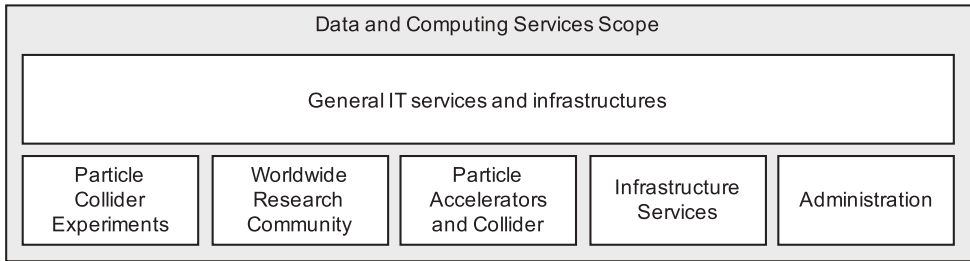 Data and Computing Services Scope
General IT services and infrastructures
Particle
Collider
Experiments
Worldwide
Research
Community
Particle
Accelerators
and Collider
Infrastructure
Services
Administration